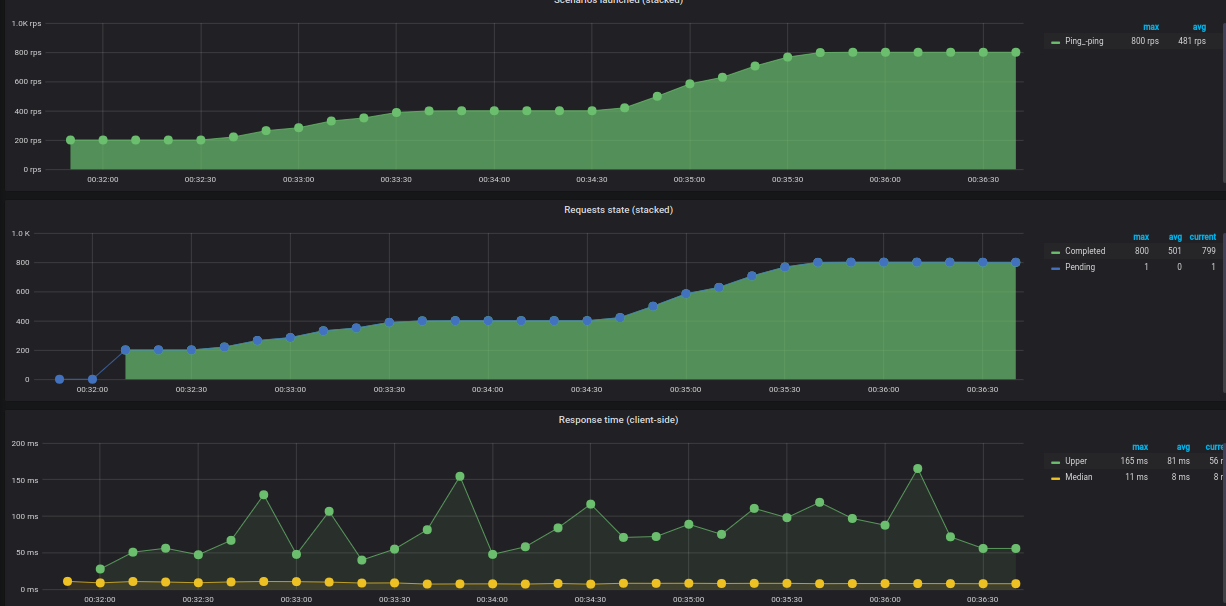 Scenarios launched (stacked)
1.0K rps
800 rps
600 rps
400 rps
200 rps
0 rps
00:32:00 00:32:30 00:33:00 00:33:30 00:34:00 00:34:30 00:35:00 00:35:30 00:36:00 00:36:30
max avg
Ping_-ping 800 rps 481 rps
Requests state (stacked)
1.0 K
800
600
400
200
0
00:32:00 00:32:30 00:33:00 00:33:30 00:34:00 00:34:30 00:35:00 00:35:30 00:36:00 00:36:30
max avg current
Completed 800 501 799
Pending 1 0 1
Response time (client-side)
200 ms
150 ms
100 ms
50 ms
0 ms
00:32:00 00:32:30 00:33:00 00:33:30 00:34:00 00:34:30 00:35:00 00:35:30 00:36:00 00:36:30
max avg
Upper 165 ms 81 ms 56
Median 11 ms 8 ms 8